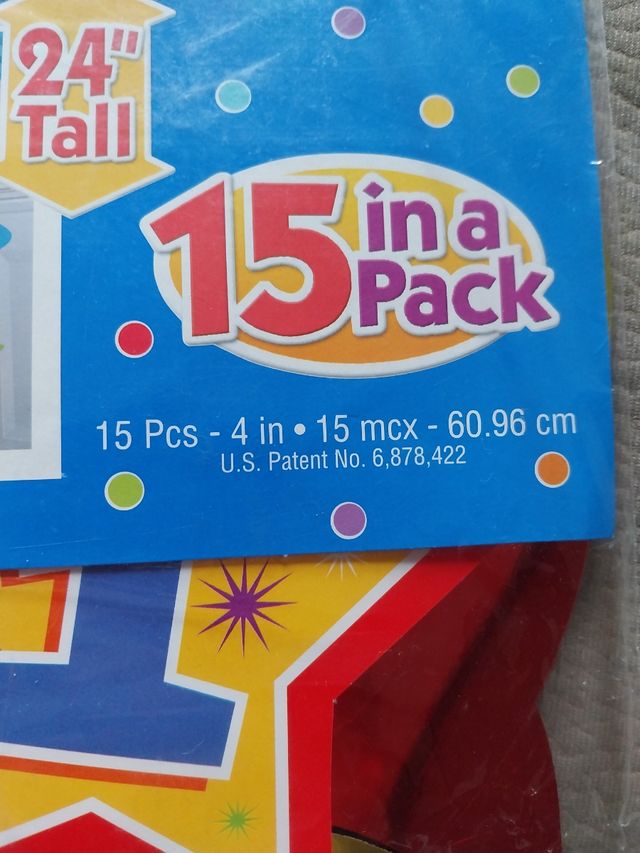 24"
Tall
15 in a
Pack
15 Pcs - 4 in • 15 mcx - 60.96 cm
U.S. Patent No. 6,878,422